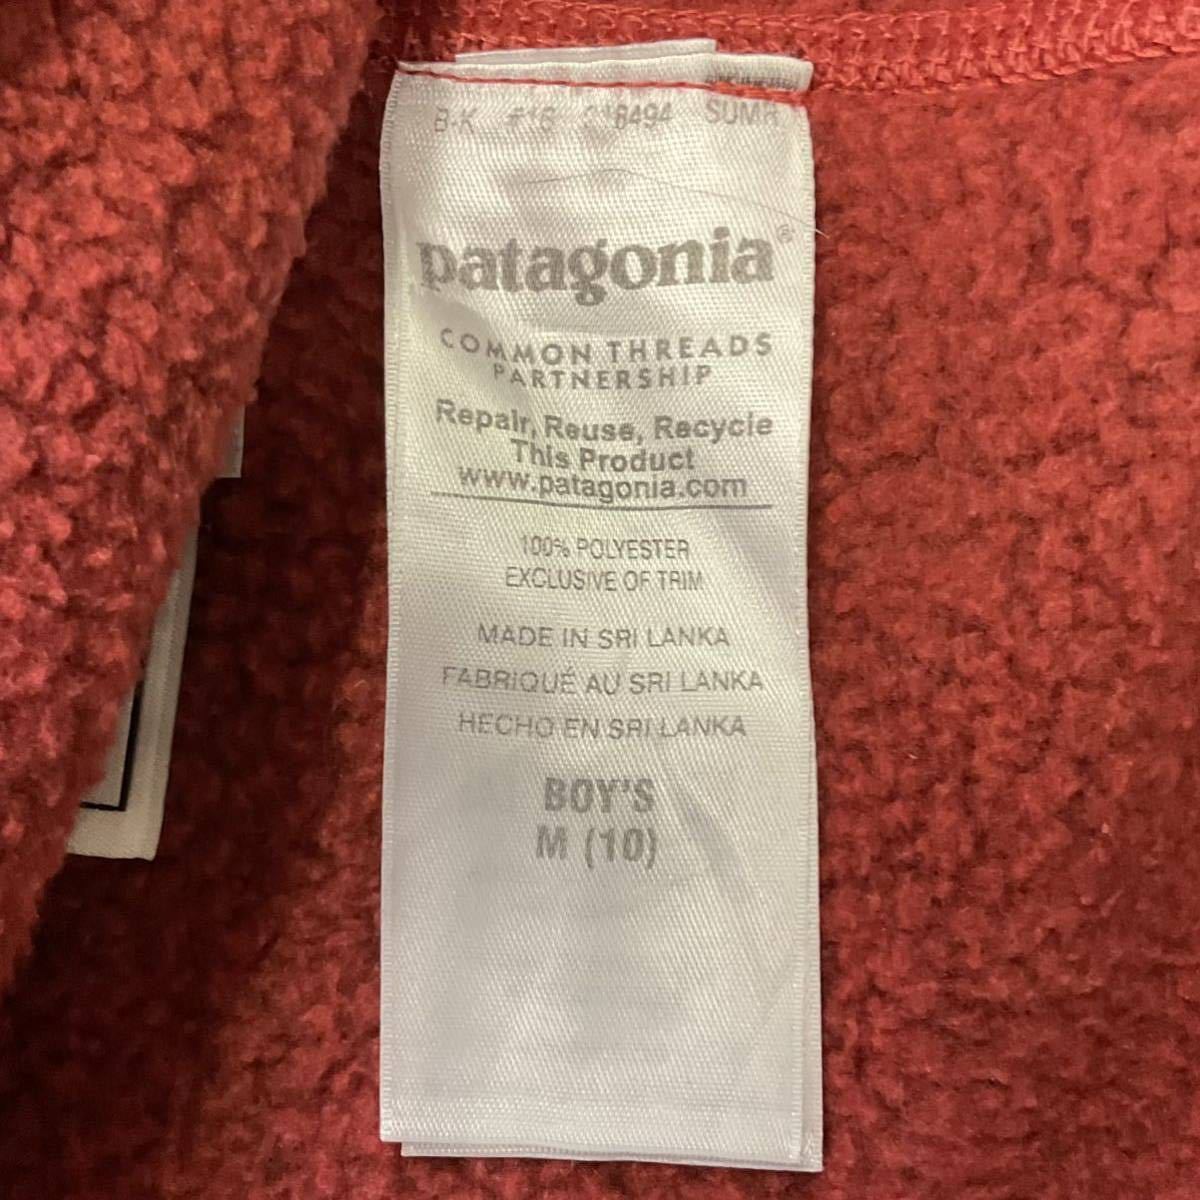 B-K #16 218494 SUMR
patagonia®
COMMON THREADS
PARTNERSHIP
Repair, Reuse, Recycle
This Product
www.patagonia.com
100% POLYESTER
EXCLUSIVE OF TRIM
MADE IN SRI LANKA
FABRIQUÉ AU SRI LANKA
HECHO EN SRI LANKA
BOY'S
M (10)